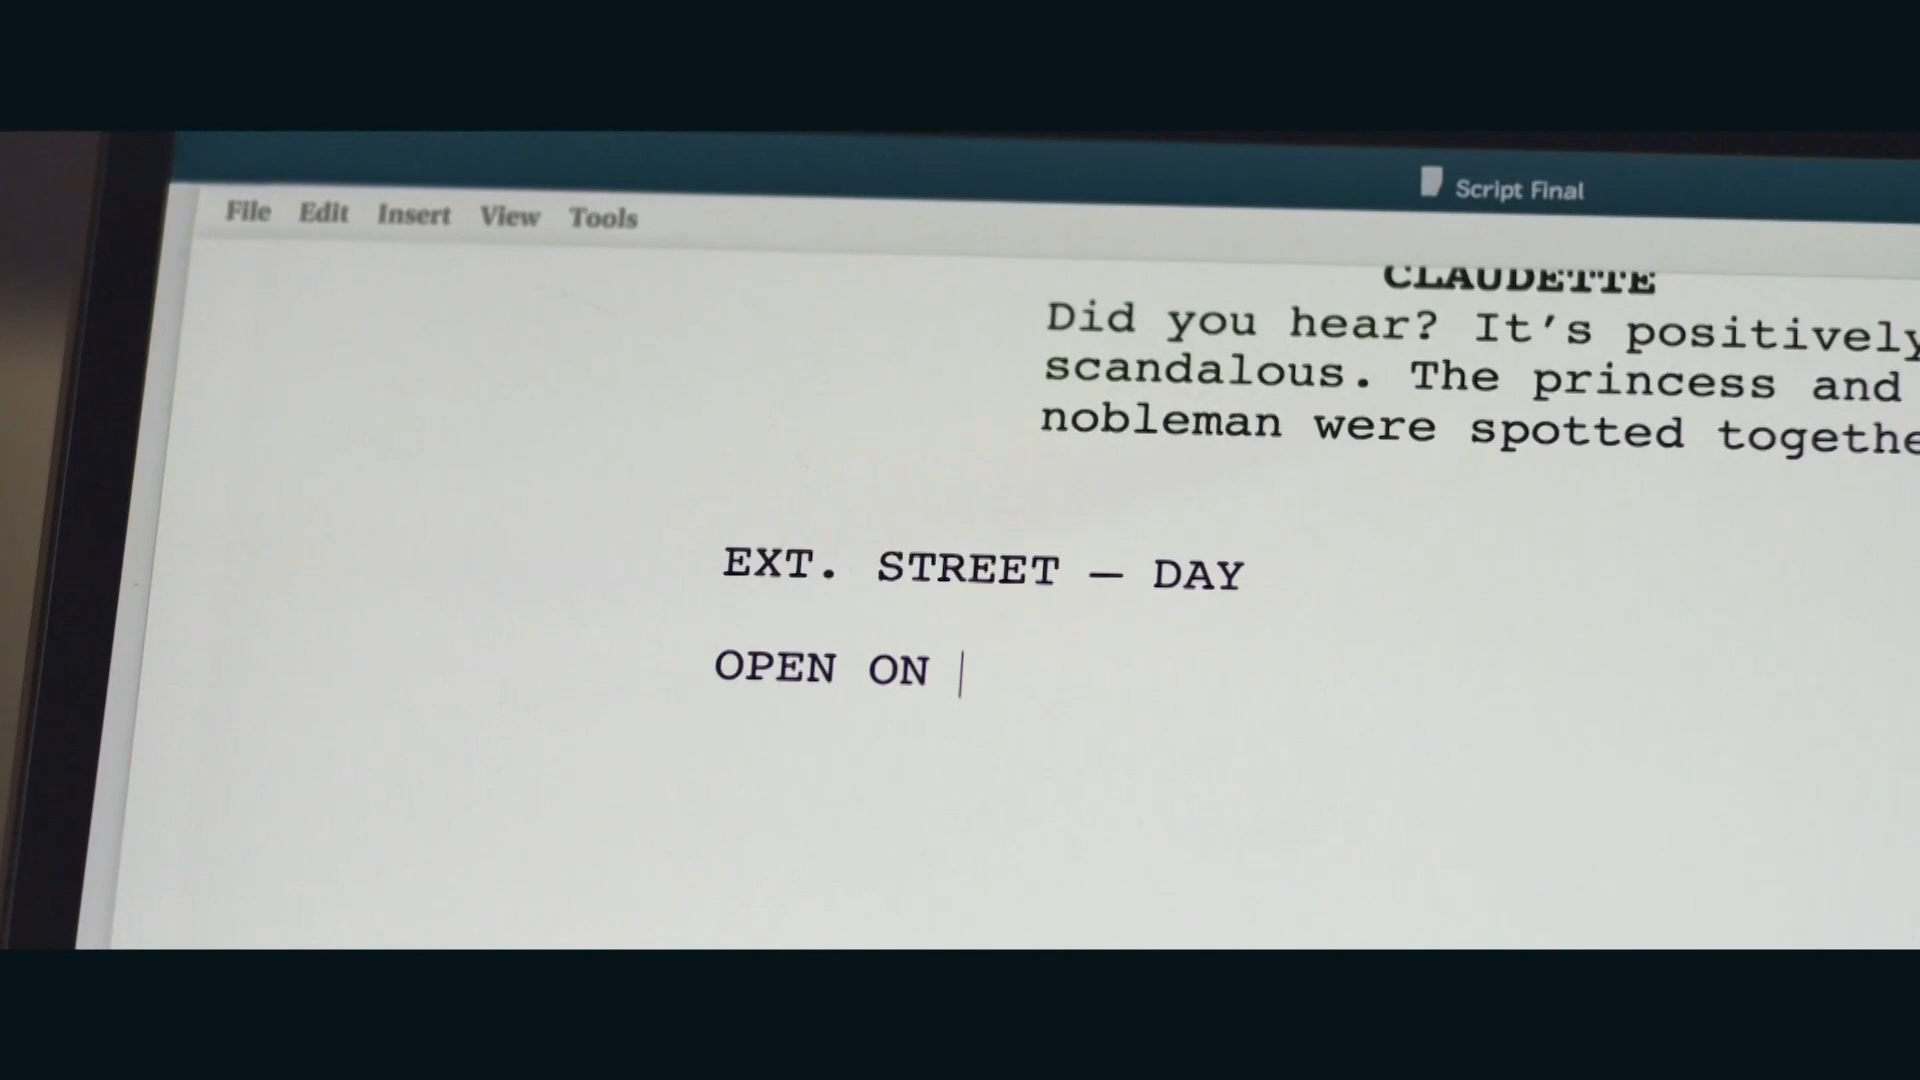 Script Final
File Edit Insert View Tools
CLAUDETTE
Did you hear? It's positively
scandalous. The princess and
nobleman were spotted togethe
EXT. STREET — DAY
OPEN ON